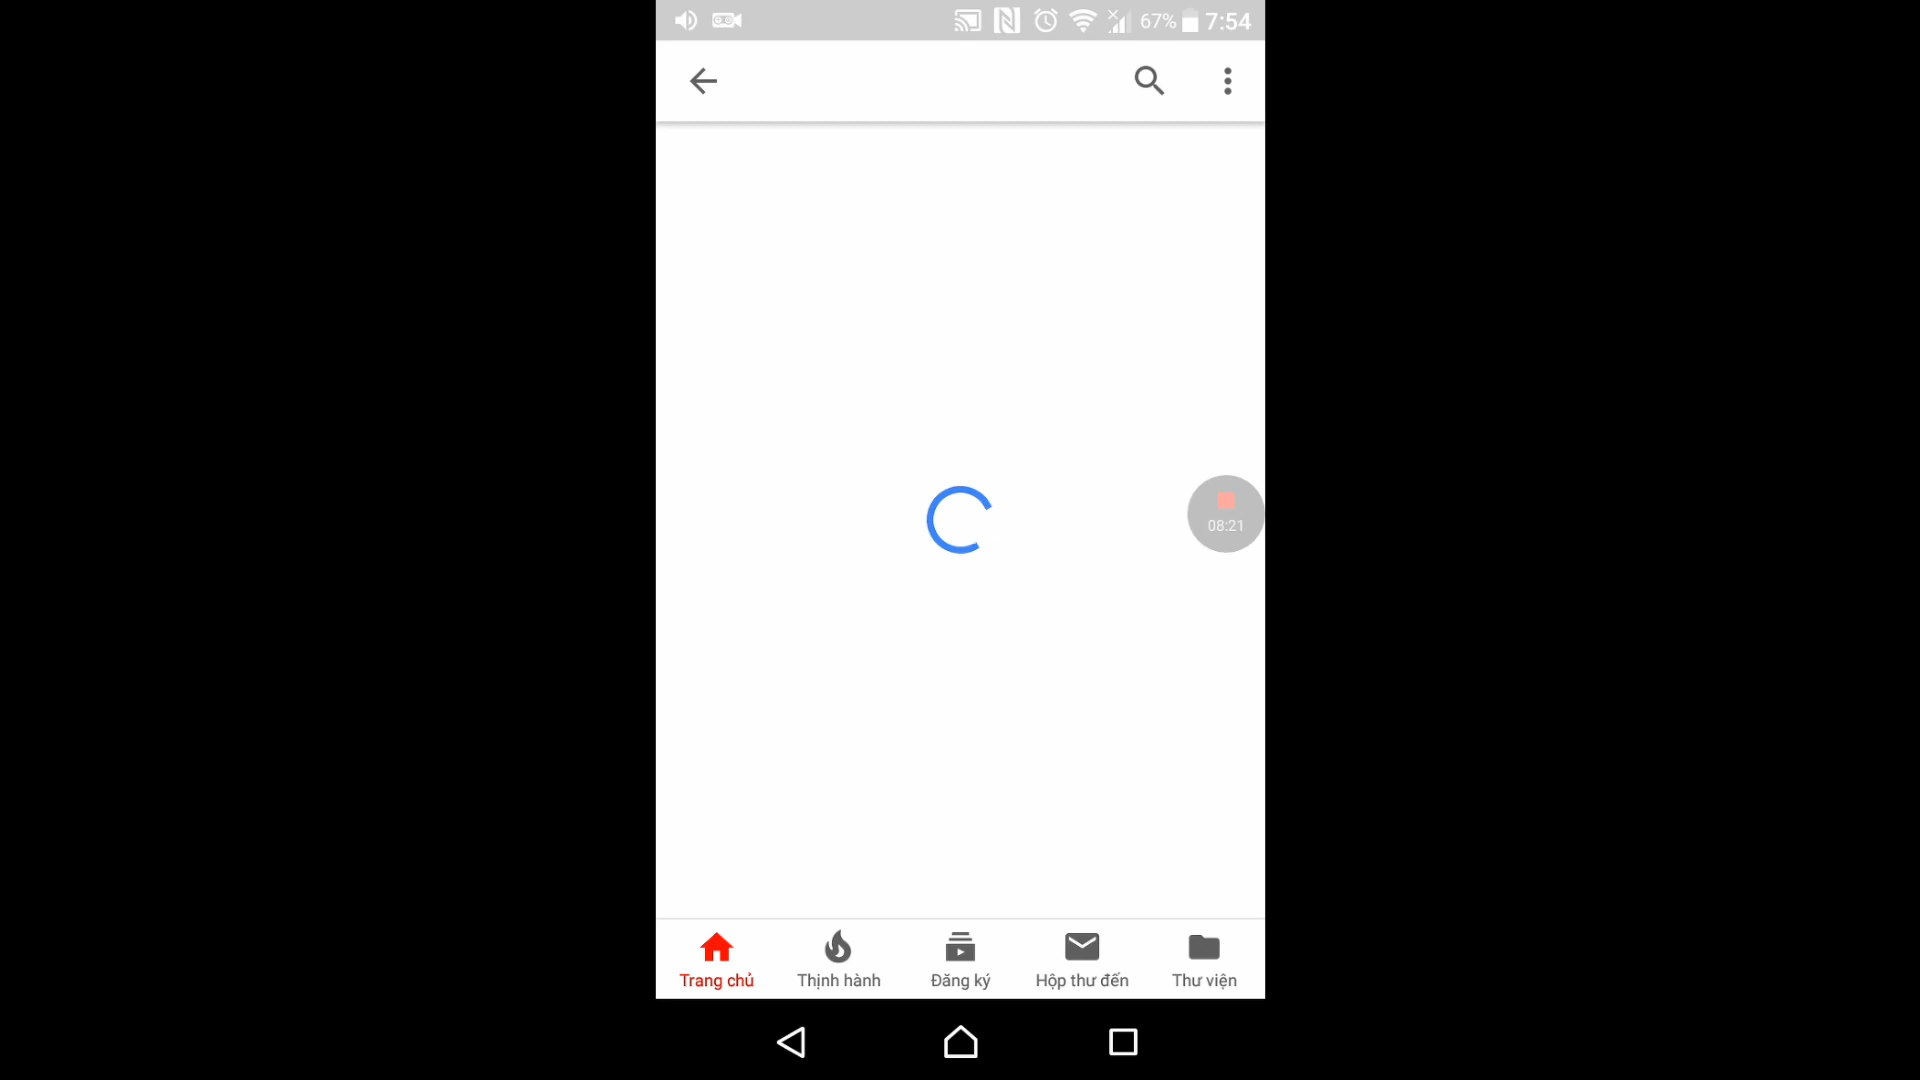 67% 7:54
08:21
Trang chủ Thịnh hành Đăng ký Hộp thư đến Thư viện